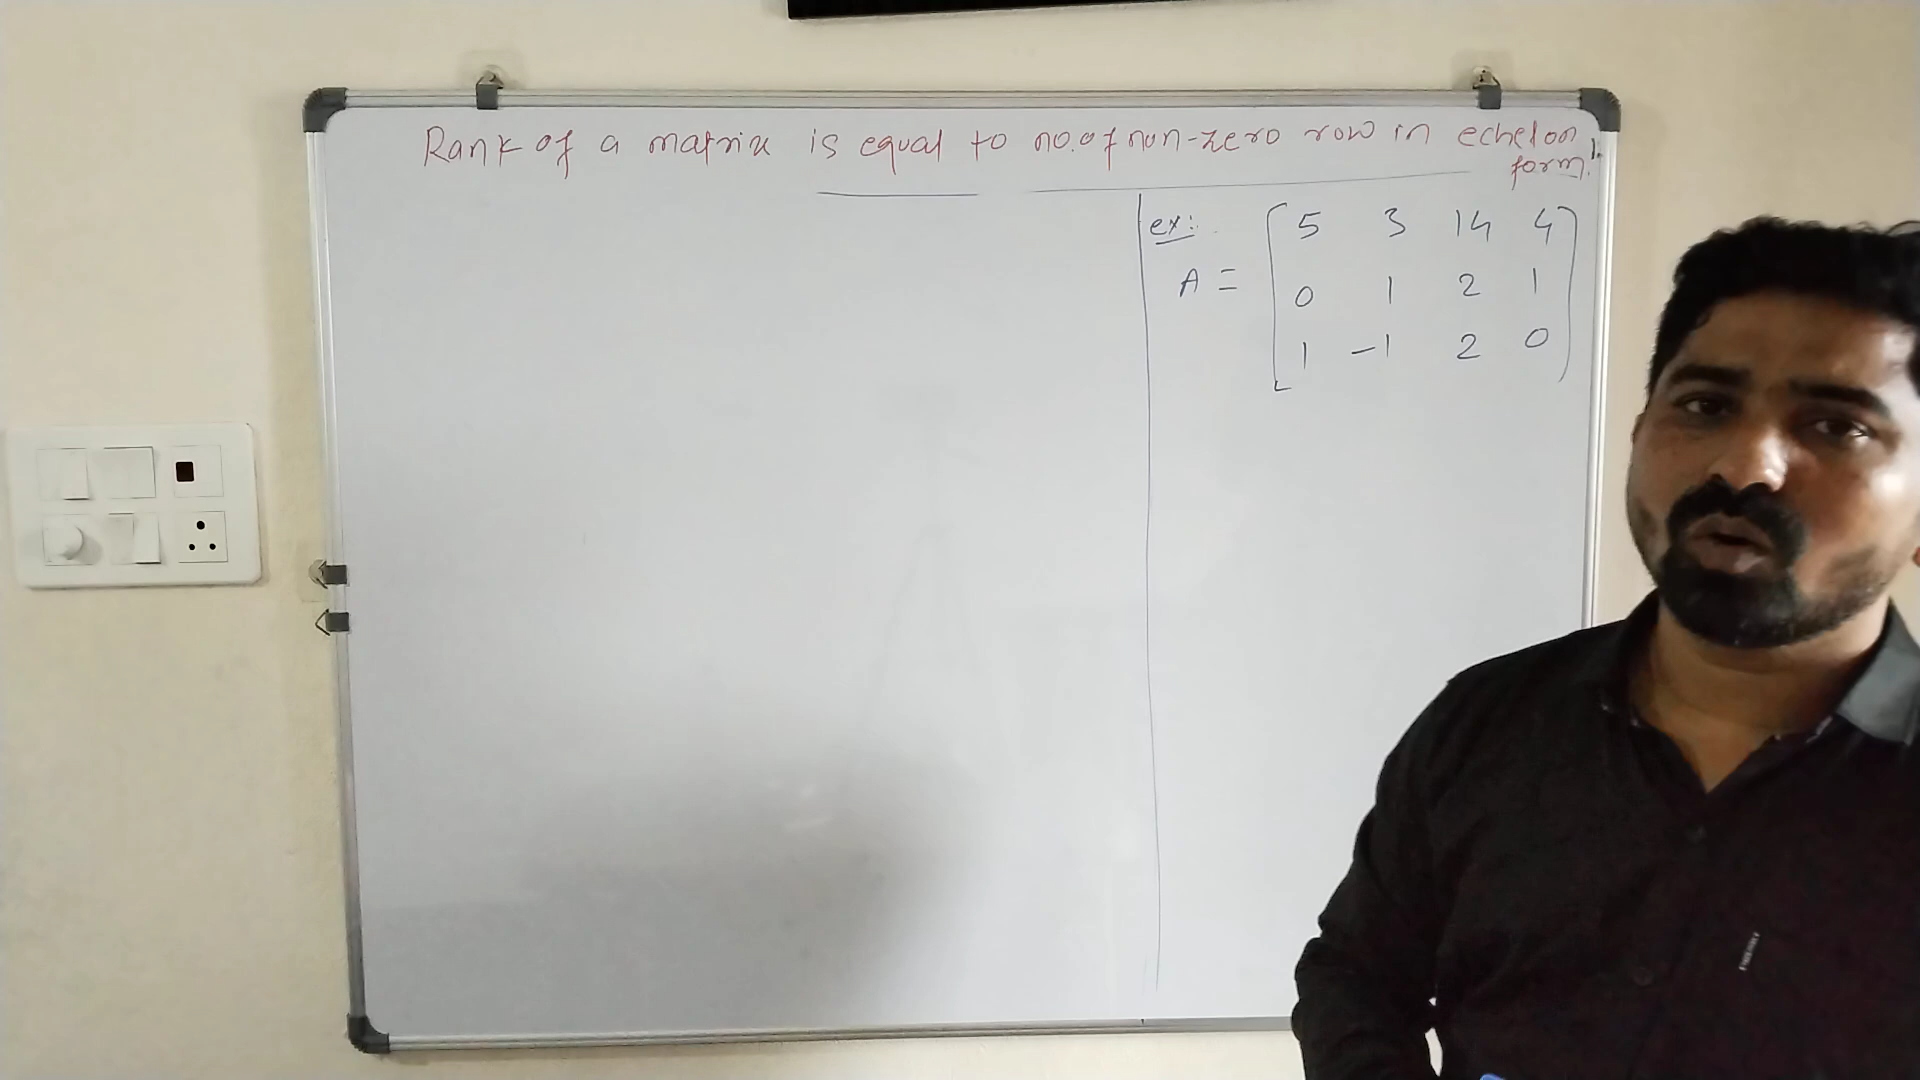 Rank of a matrix is equal to no. of non-zero row in echelon
form.
ex:
5 3 14 4
A = 0 1 2 1
1 -1 2 0